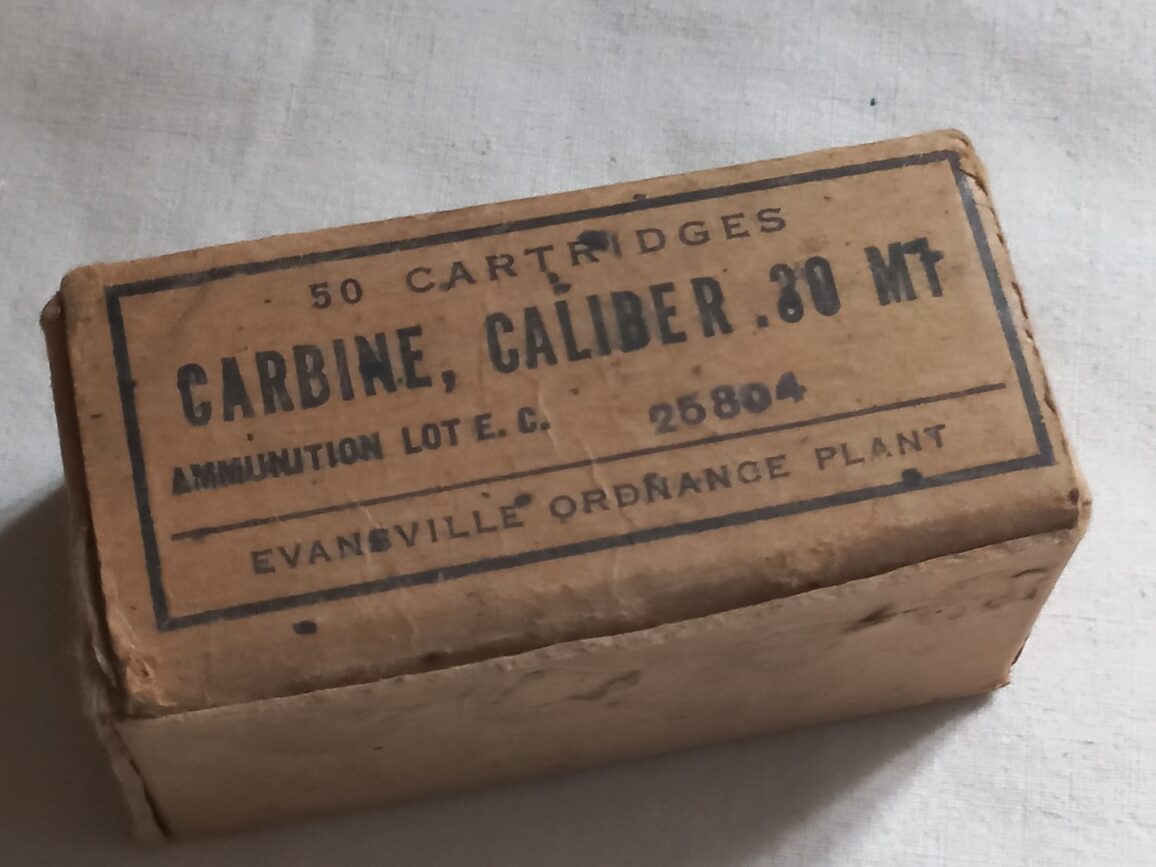 50 CARTRIDGES
CARBINE, CALIBER .30 M1
AMMUNITION LOT E. C. 25804
EVANSVILLE ORDNANCE PLANT